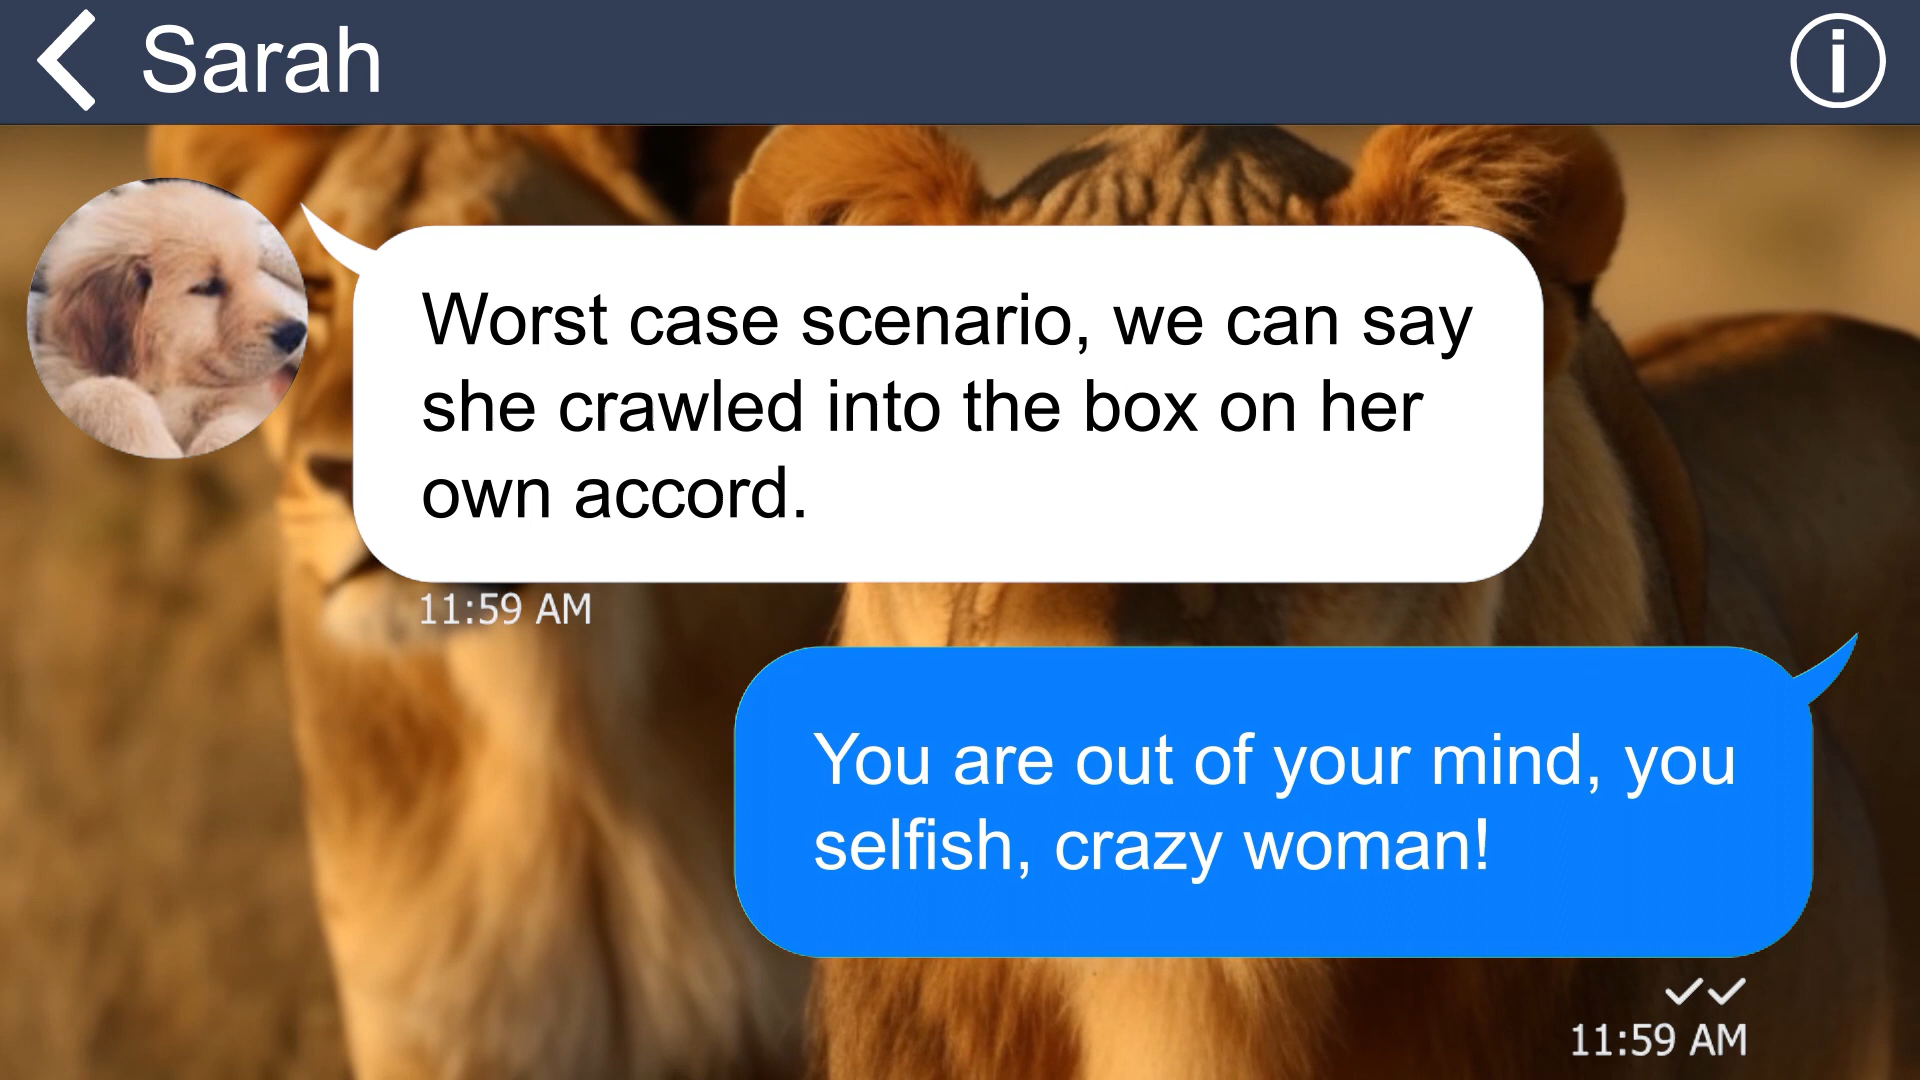 Sarah
Worst case scenario, we can say
she crawled into the box on her
own accord.
11:59 AM
You are out of your mind, you
selfish, crazy woman!
11:59 AM